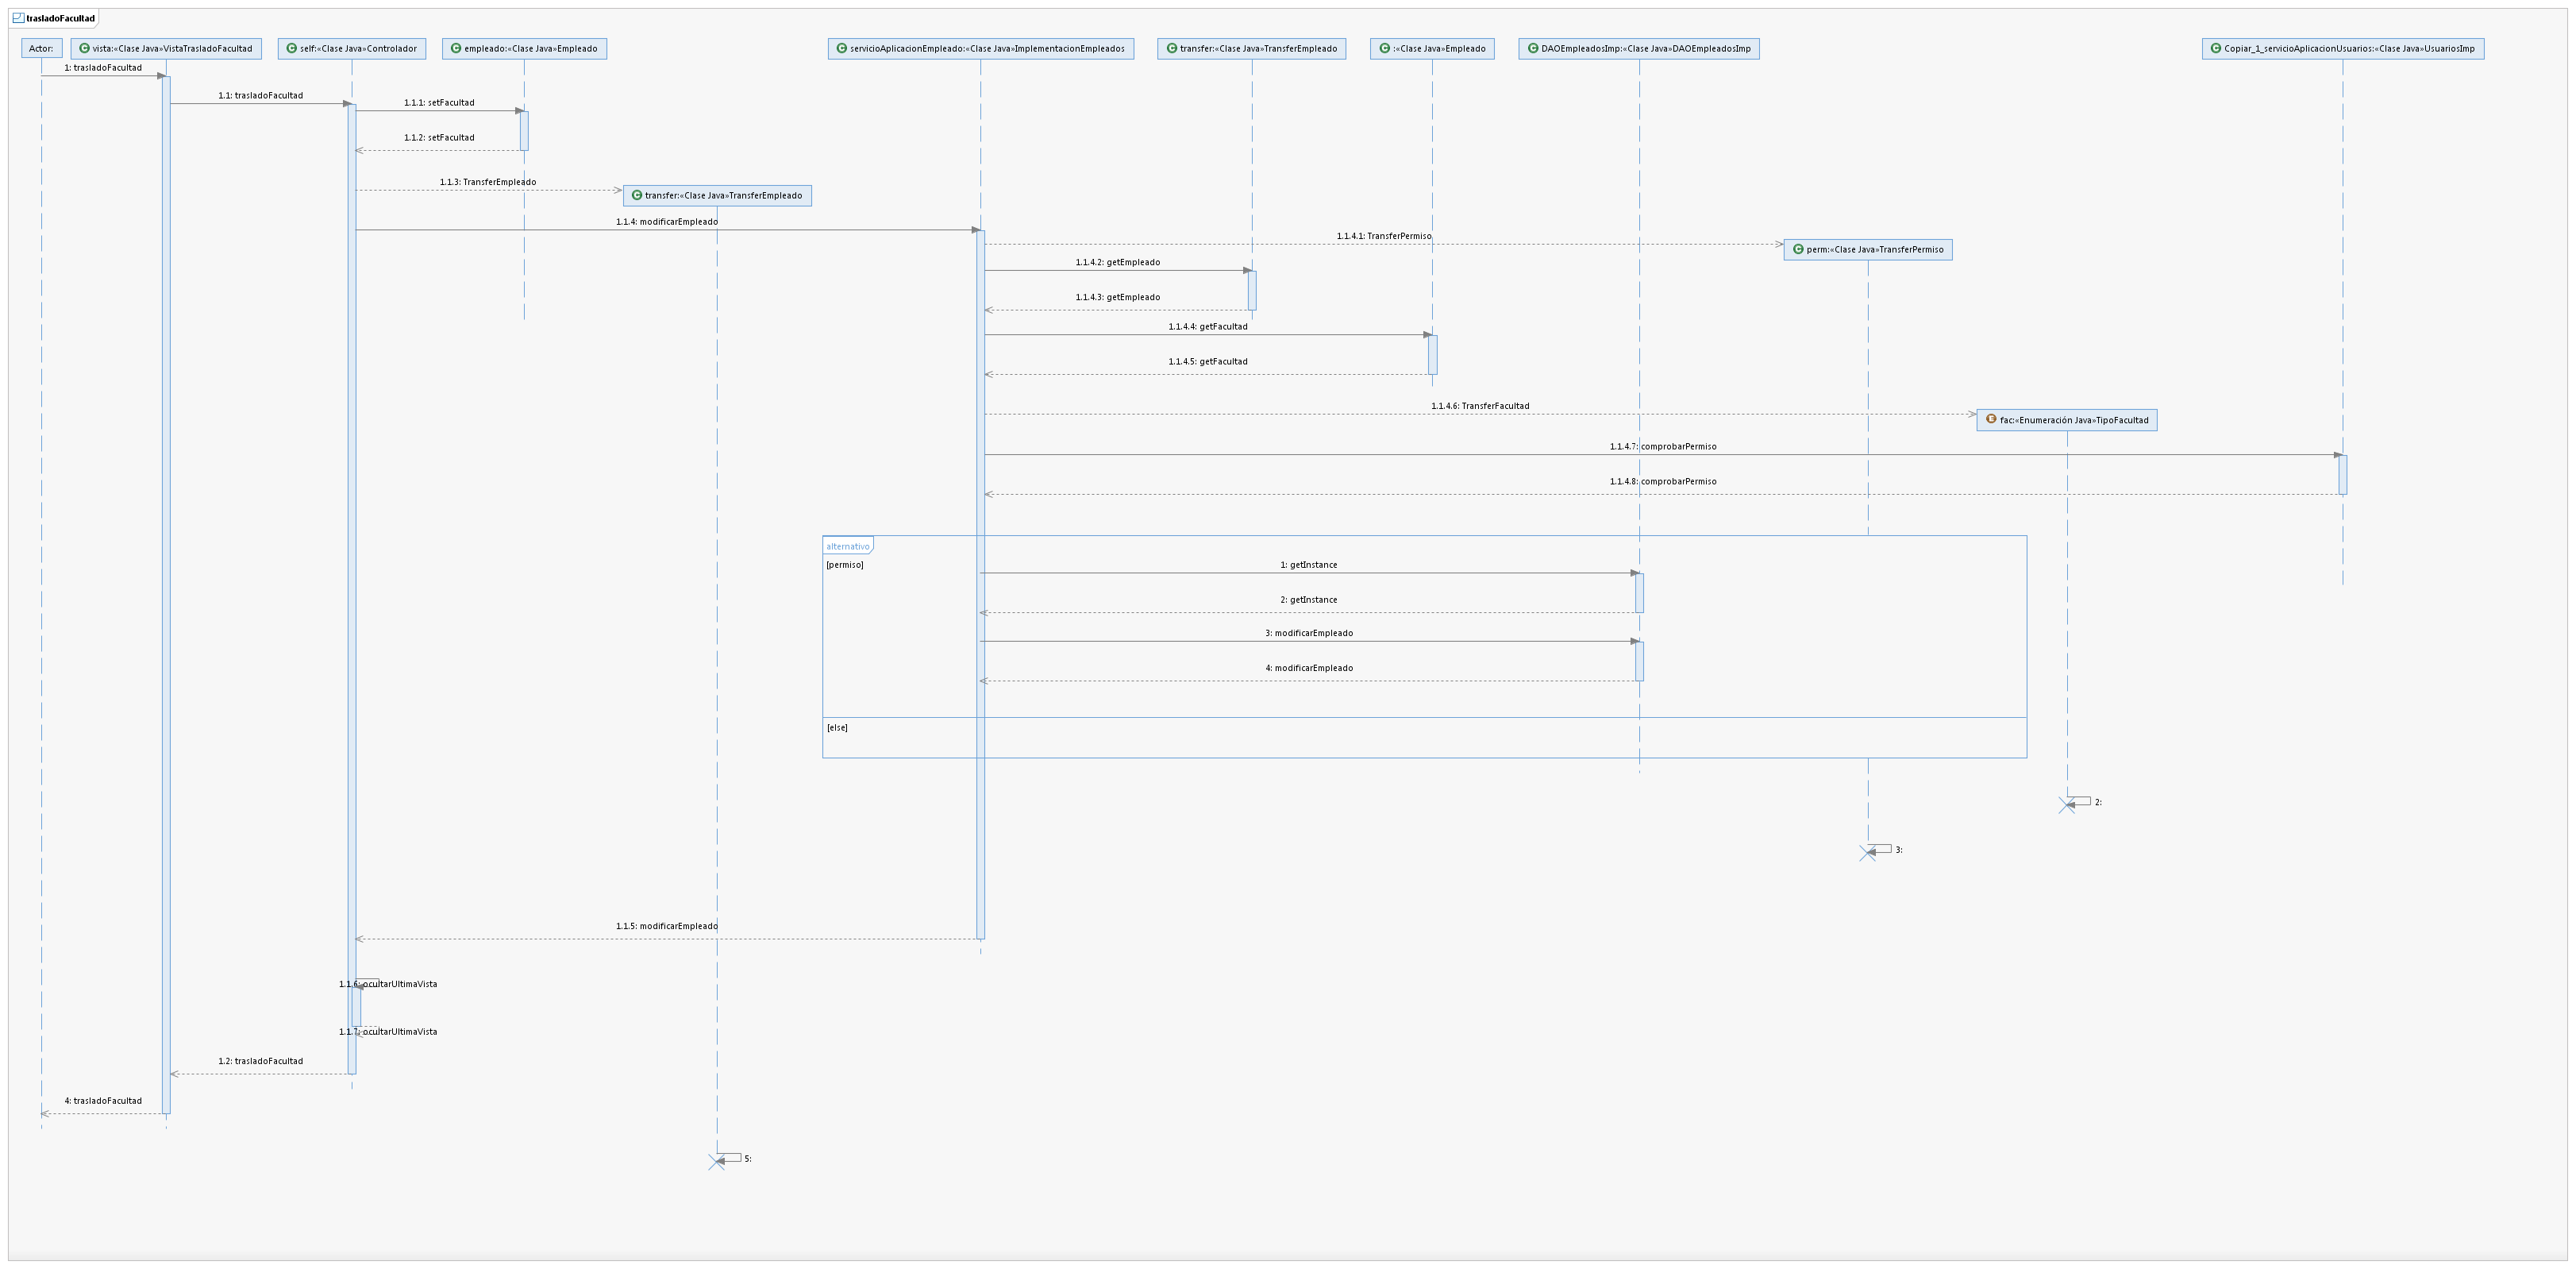 trasladoFacultad
Actor:
vista:«Clase Java»VistaTrasladoFacultad
self:«Clase Java»Controlador
empleado:«Clase Java»Empleado
servicioAplicacionEmpleado:«Clase Java»ImplementacionEmpleados
transfer:«Clase Java»TransferEmpleado
:«Clase Java»Empleado
DAOEmpleadosImp:«Clase Java»DAOEmpleadosImp
Copiar_1_servicioAplicacionUsuarios:«Clase Java»UsuariosImp
1: trasladoFacultad
1.1: trasladoFacultad
1.1.1: setFacultad
1.1.2: setFacultad
1.1.3: TransferEmpleado
transfer:«Clase Java»TransferEmpleado
1.1.4: modificarEmpleado
1.1.4.1: TransferPermiso
perm:«Clase Java»TransferPermiso
1.1.4.2: getEmpleado
1.1.4.3: getEmpleado
1.1.4.4: getFacultad
1.1.4.5: getFacultad
1.1.4.6: TransferFacultad
fac:«Enumeración Java»TipoFacultad
1.1.4.7: comprobarPermiso
1.1.4.8: comprobarPermiso
alternativo
[permiso]
1: getInstance
2: getInstance
3: modificarEmpleado
4: modificarEmpleado
[else]
2:
3:
1.1.5: modificarEmpleado
1.1.6: ocultarUltimaVista
1.1.7: ocultarUltimaVista
1.2: trasladoFacultad
4: trasladoFacultad
5: